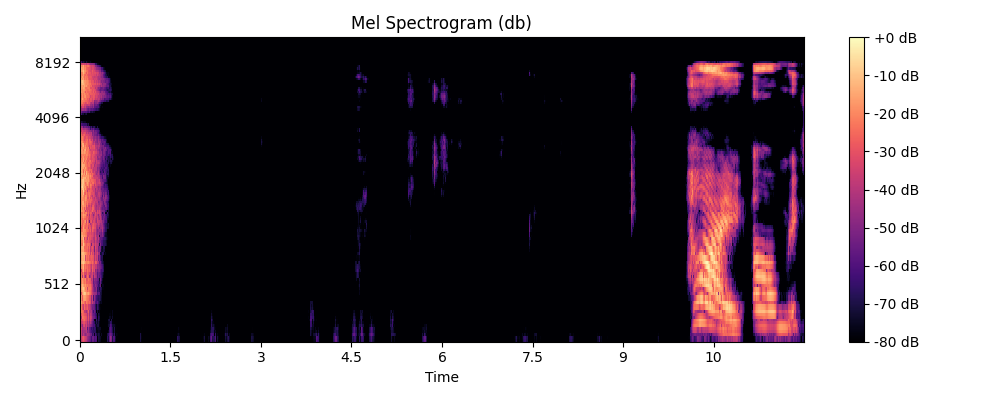 Mel Spectrogram (db)
8192
4096
2048
1024
512
0
Hz
0 1.5 3 4.5 6 7.5 9 10
Time
+0 dB
-10 dB
-20 dB
-30 dB
-40 dB
-50 dB
-60 dB
-70 dB
-80 dB